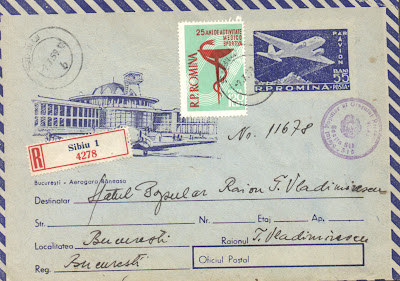 25 ANI DE ACTIVITATE
MEDICO
SPORTIVA
R.P.ROMINA
PAR
AVION
BANI
55
R.P.ROMINA
POSTA
No. 11678
R
Sibiu 1
4278
București - Aerogara Băneasa
Destinatar Sfatul Popular Raion T. Vladimirescu
Str. Nr. Etaj Ap.
Localitatea București Raionul T. Vladimirescu
Reg. București Oficiul Poștal